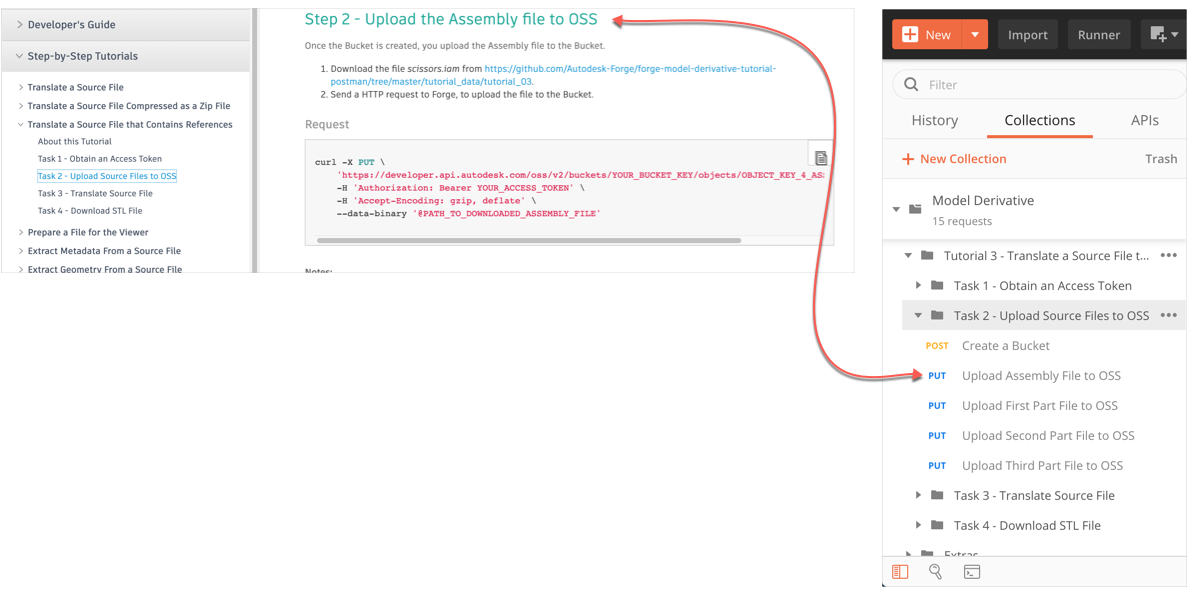 Developer's Guide
Step-by-Step Tutorials
Translate a Source File
Translate a Source File Compressed as a Zip File
Translate a Source File that Contains References
About this Tutorial
Task 1 - Obtain an Access Token
Task 2 - Upload Source Files to OSS
Task 3 - Translate Source File
Task 4 - Download STL File
Prepare a File for the Viewer
Extract Metadata From a Source File
Extract Geometry From a Source File
Step 2 - Upload the Assembly file to OSS
Once the Bucket is created, you upload the Assembly file to the Bucket.
1. Download the file scissors.iam from https://github.com/Autodesk-Forge/forge-model-derivative-tutorial-
postman/tree/master/tutorial_data/tutorial_03.
2. Send a HTTP request to Forge, to upload the file to the Bucket.
Request
curl -X PUT \
'https://developer.api.autodesk.com/oss/v2/buckets/YOUR_BUCKET_KEY/objects/OBJECT_KEY_4_AS
-H 'Authorization: Bearer YOUR_ACCESS_TOKEN' \
-H 'Accept-Encoding: gzip, deflate' \
--data-binary '@PATH_TO_DOWNLOADED_ASSEMBLY_FILE'
Notes:
New
Import
Runner
Filter
History
Collections
APIs
+ New Collection
Trash
Model Derivative
15 requests
Tutorial 3 - Translate a Source File t...
Task 1 - Obtain an Access Token
Task 2 - Upload Source Files to OSS
POST Create a Bucket
PUT Upload Assembly File to OSS
PUT Upload First Part File to OSS
PUT Upload Second Part File to OSS
PUT Upload Third Part File to OSS
Task 3 - Translate Source File
Task 4 - Download STL File
Extras